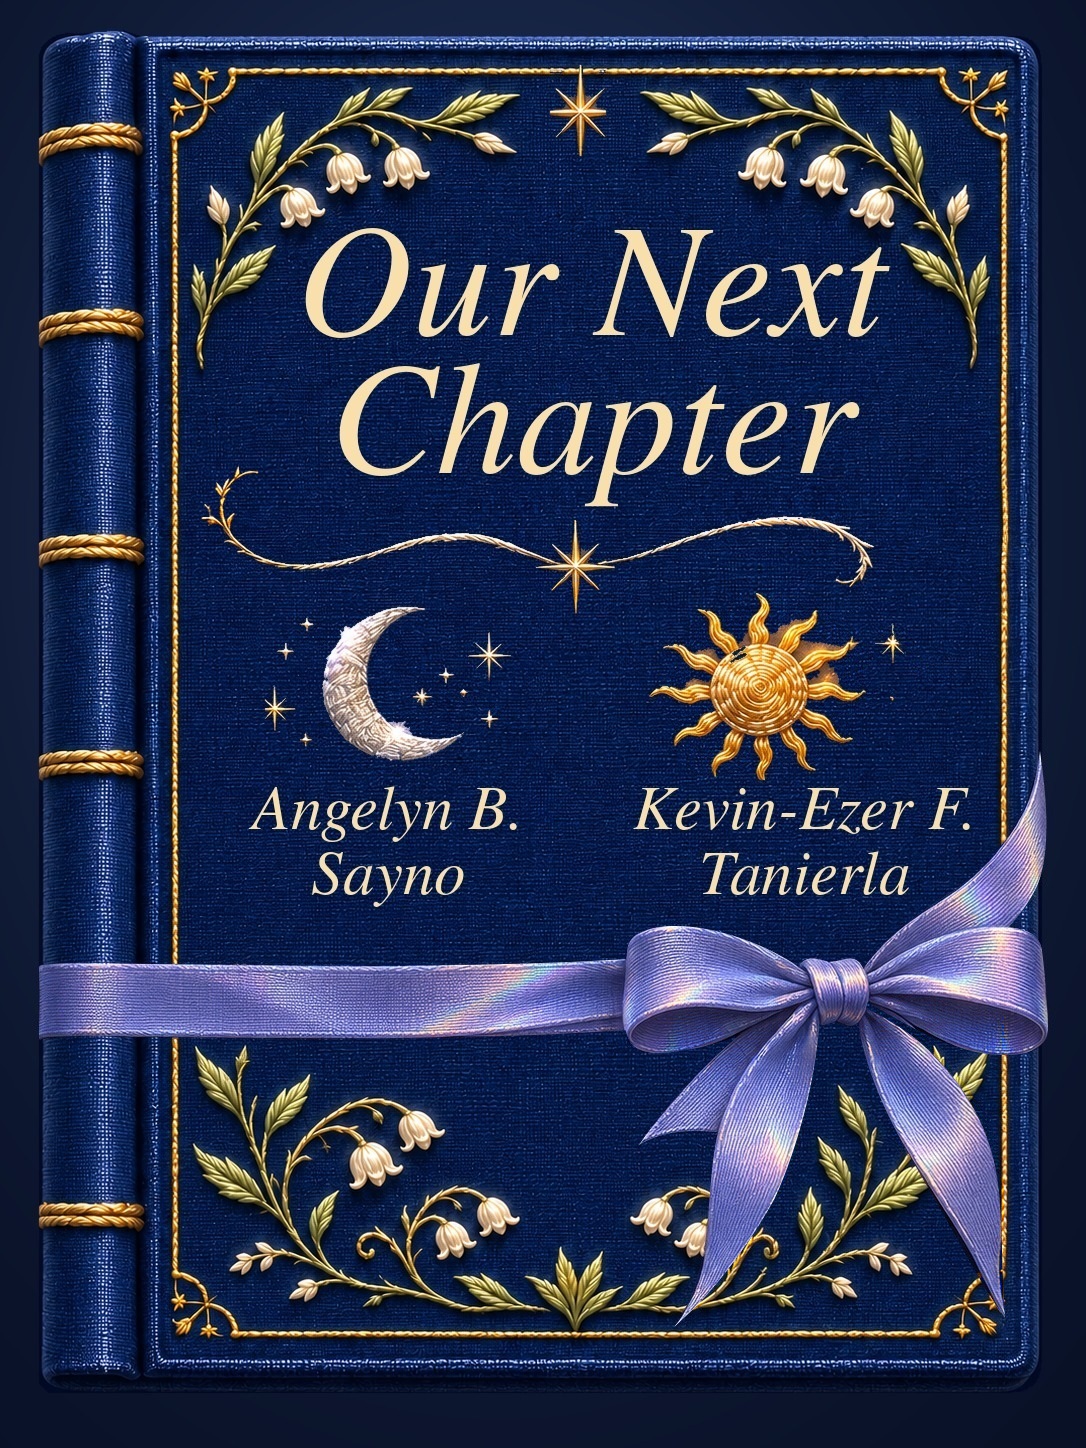 Our Next
Chapter
Angelyn B.
Sayno
Kevin-Ezer F.
Tanierla